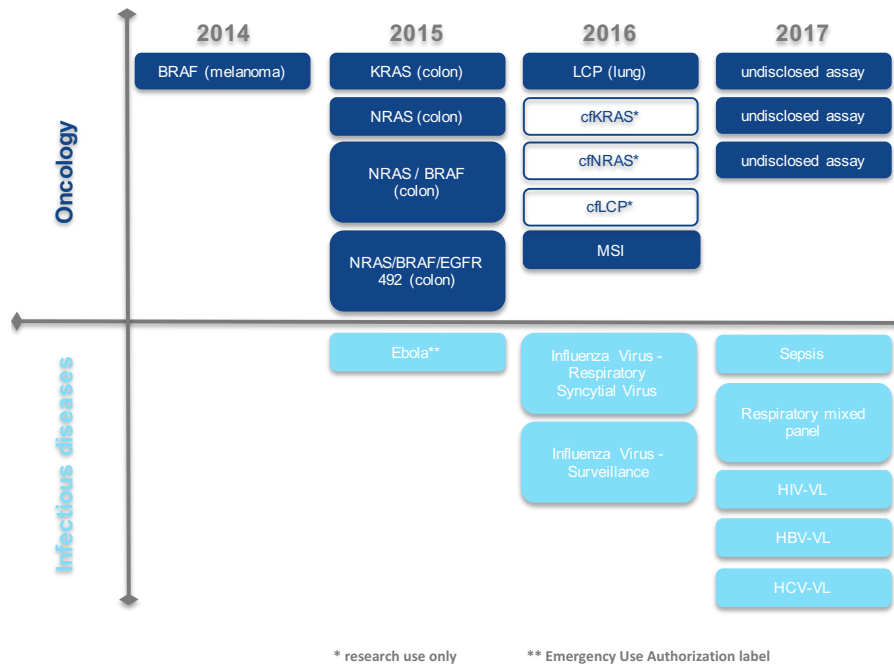 2014
2015
2016
2017
Oncology
BRAF (melanoma)
KRAS (colon)
LCP (lung)
undisclosed assay
NRAS (colon)
cfKRAS*
undisclosed assay
NRAS / BRAF
(colon)
cfNRAS*
undisclosed assay
cfLCP*
NRAS/BRAF/EGFR
492 (colon)
MSI
Infectious diseases
Ebola**
Influenza Virus -
Respiratory
Syncytial Virus
Sepsis
Respiratory mixed
panel
Influenza Virus -
Surveillance
HIV-VL
HBV-VL
HCV-VL
* research use only
** Emergency Use Authorization label